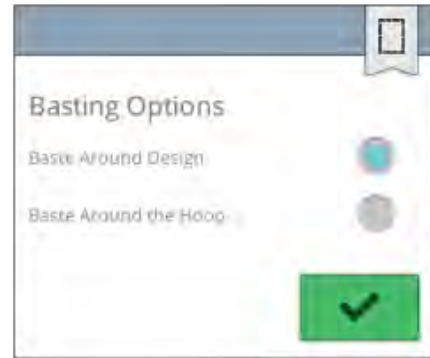 Basting Options
Baste Around Design
Baste Around the Hoop